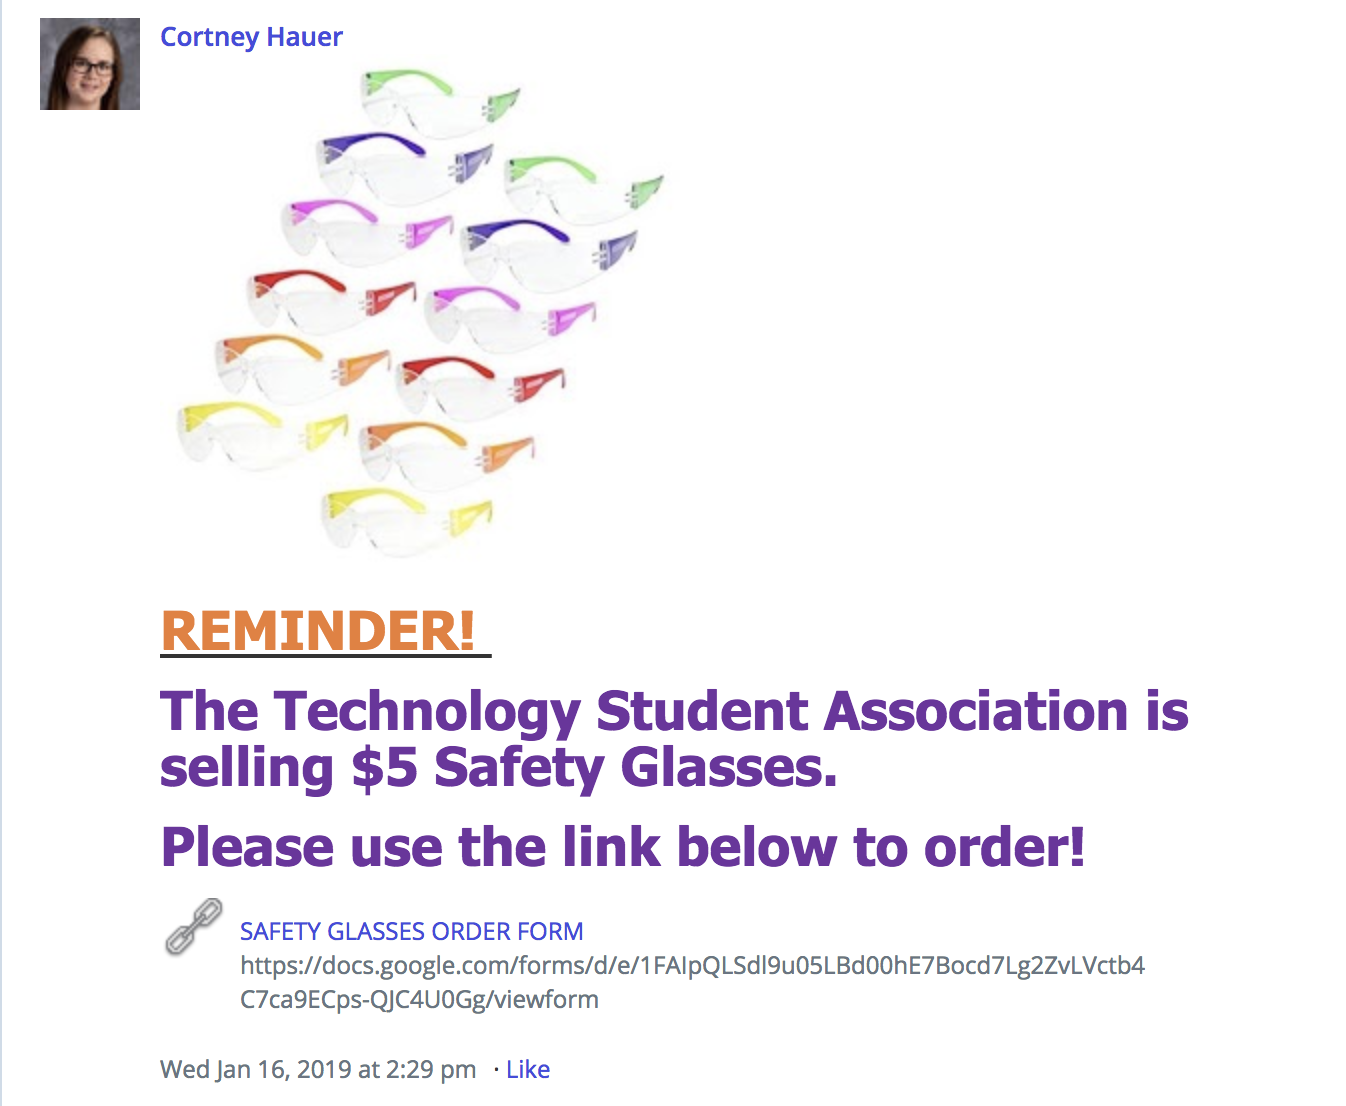 Cortney Hauer
REMINDER!
The Technology Student Association is
selling $5 Safety Glasses.
Please use the link below to order!
SAFETY GLASSES ORDER FORM
https://docs.google.com/forms/d/e/1FAIpQLSdl9u05LBd00hE7Bocd7Lg2ZvLVctb4
C7ca9ECps-QJC4U0Gg/viewform
Wed Jan 16, 2019 at 2:29 pm · Like